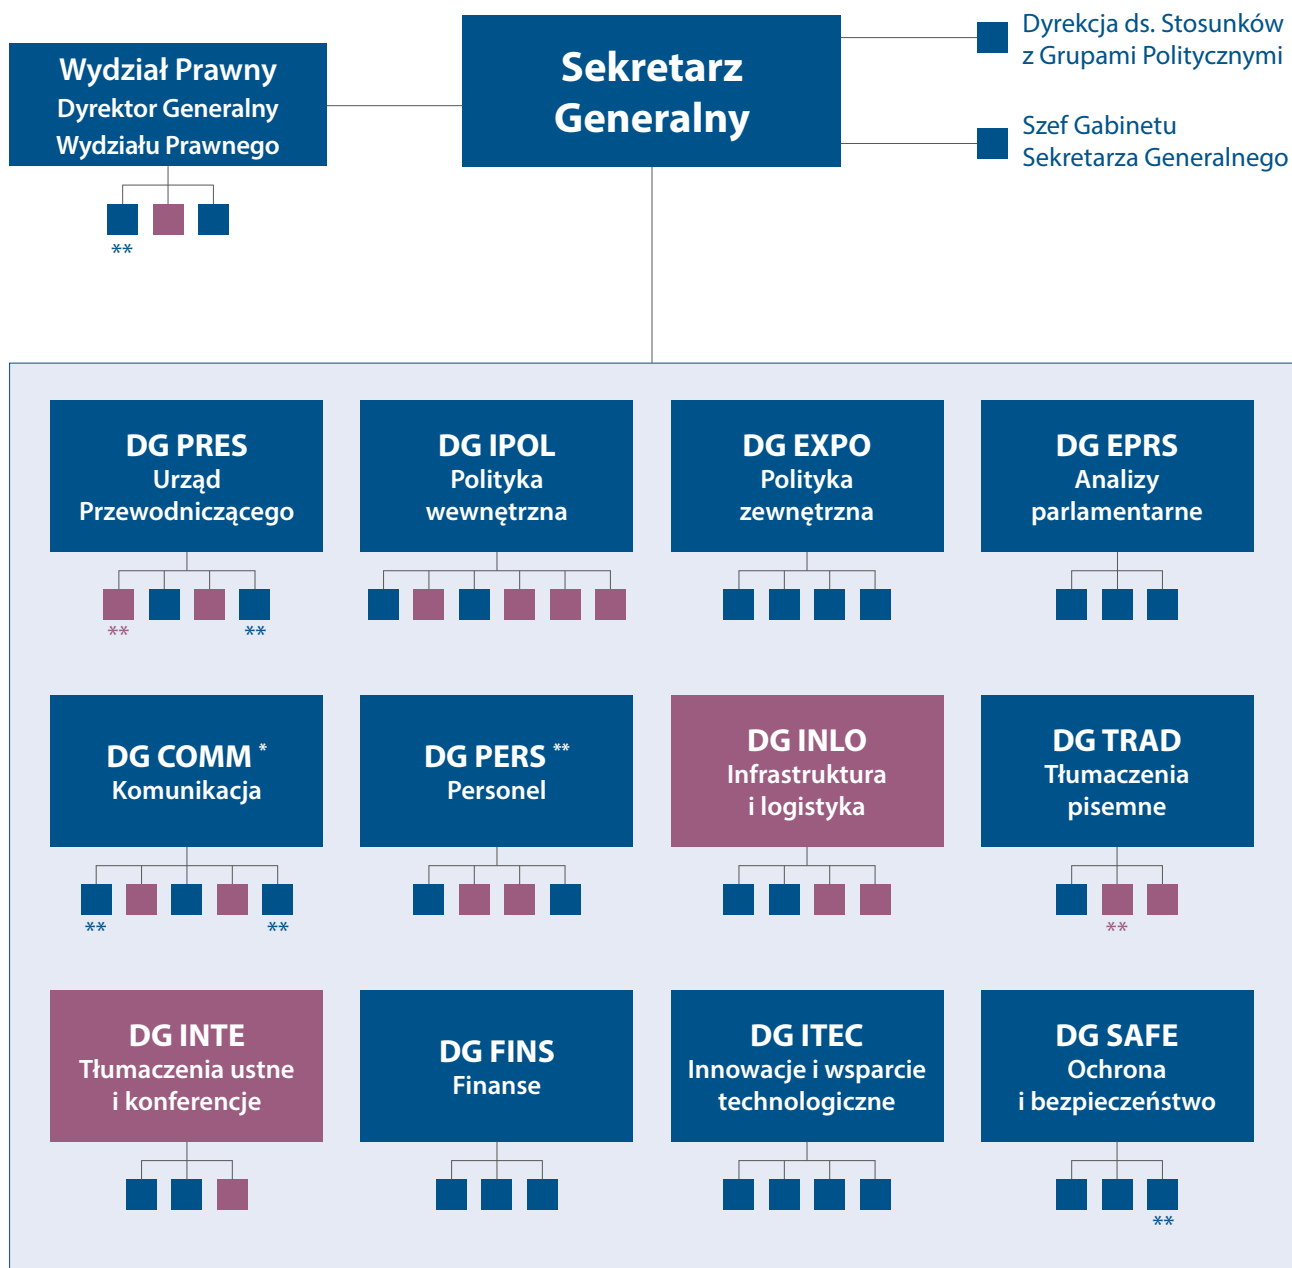 Wydział Prawny
Dyrektor Generalny
Wydziału Prawnego
**
Sekretarz
Generalny
Dyrekcja ds. Stosunków
z Grupami Politycznymi
Szef Gabinetu
Sekretarza Generalnego
DG PRES
Urząd
Przewodniczącego
**
**
DG IPOL
Polityka
wewnętrzna
DG EXPO
Polityka
zewnętrzna
DG EPRS
Analizy
parlamentarne
DG COMM *
Komunikacja
**
**
DG PERS **
Personel
DG INLO
Infrastruktura
i logistyka
DG TRAD
Tłumaczenia
pisemne
**
DG INTE
Tłumaczenia ustne
i konferencje
DG FINS
Finanse
DG ITEC
Innowacje i wsparcie
technologiczne
DG SAFE
Ochrona
i bezpieczeństwo
**